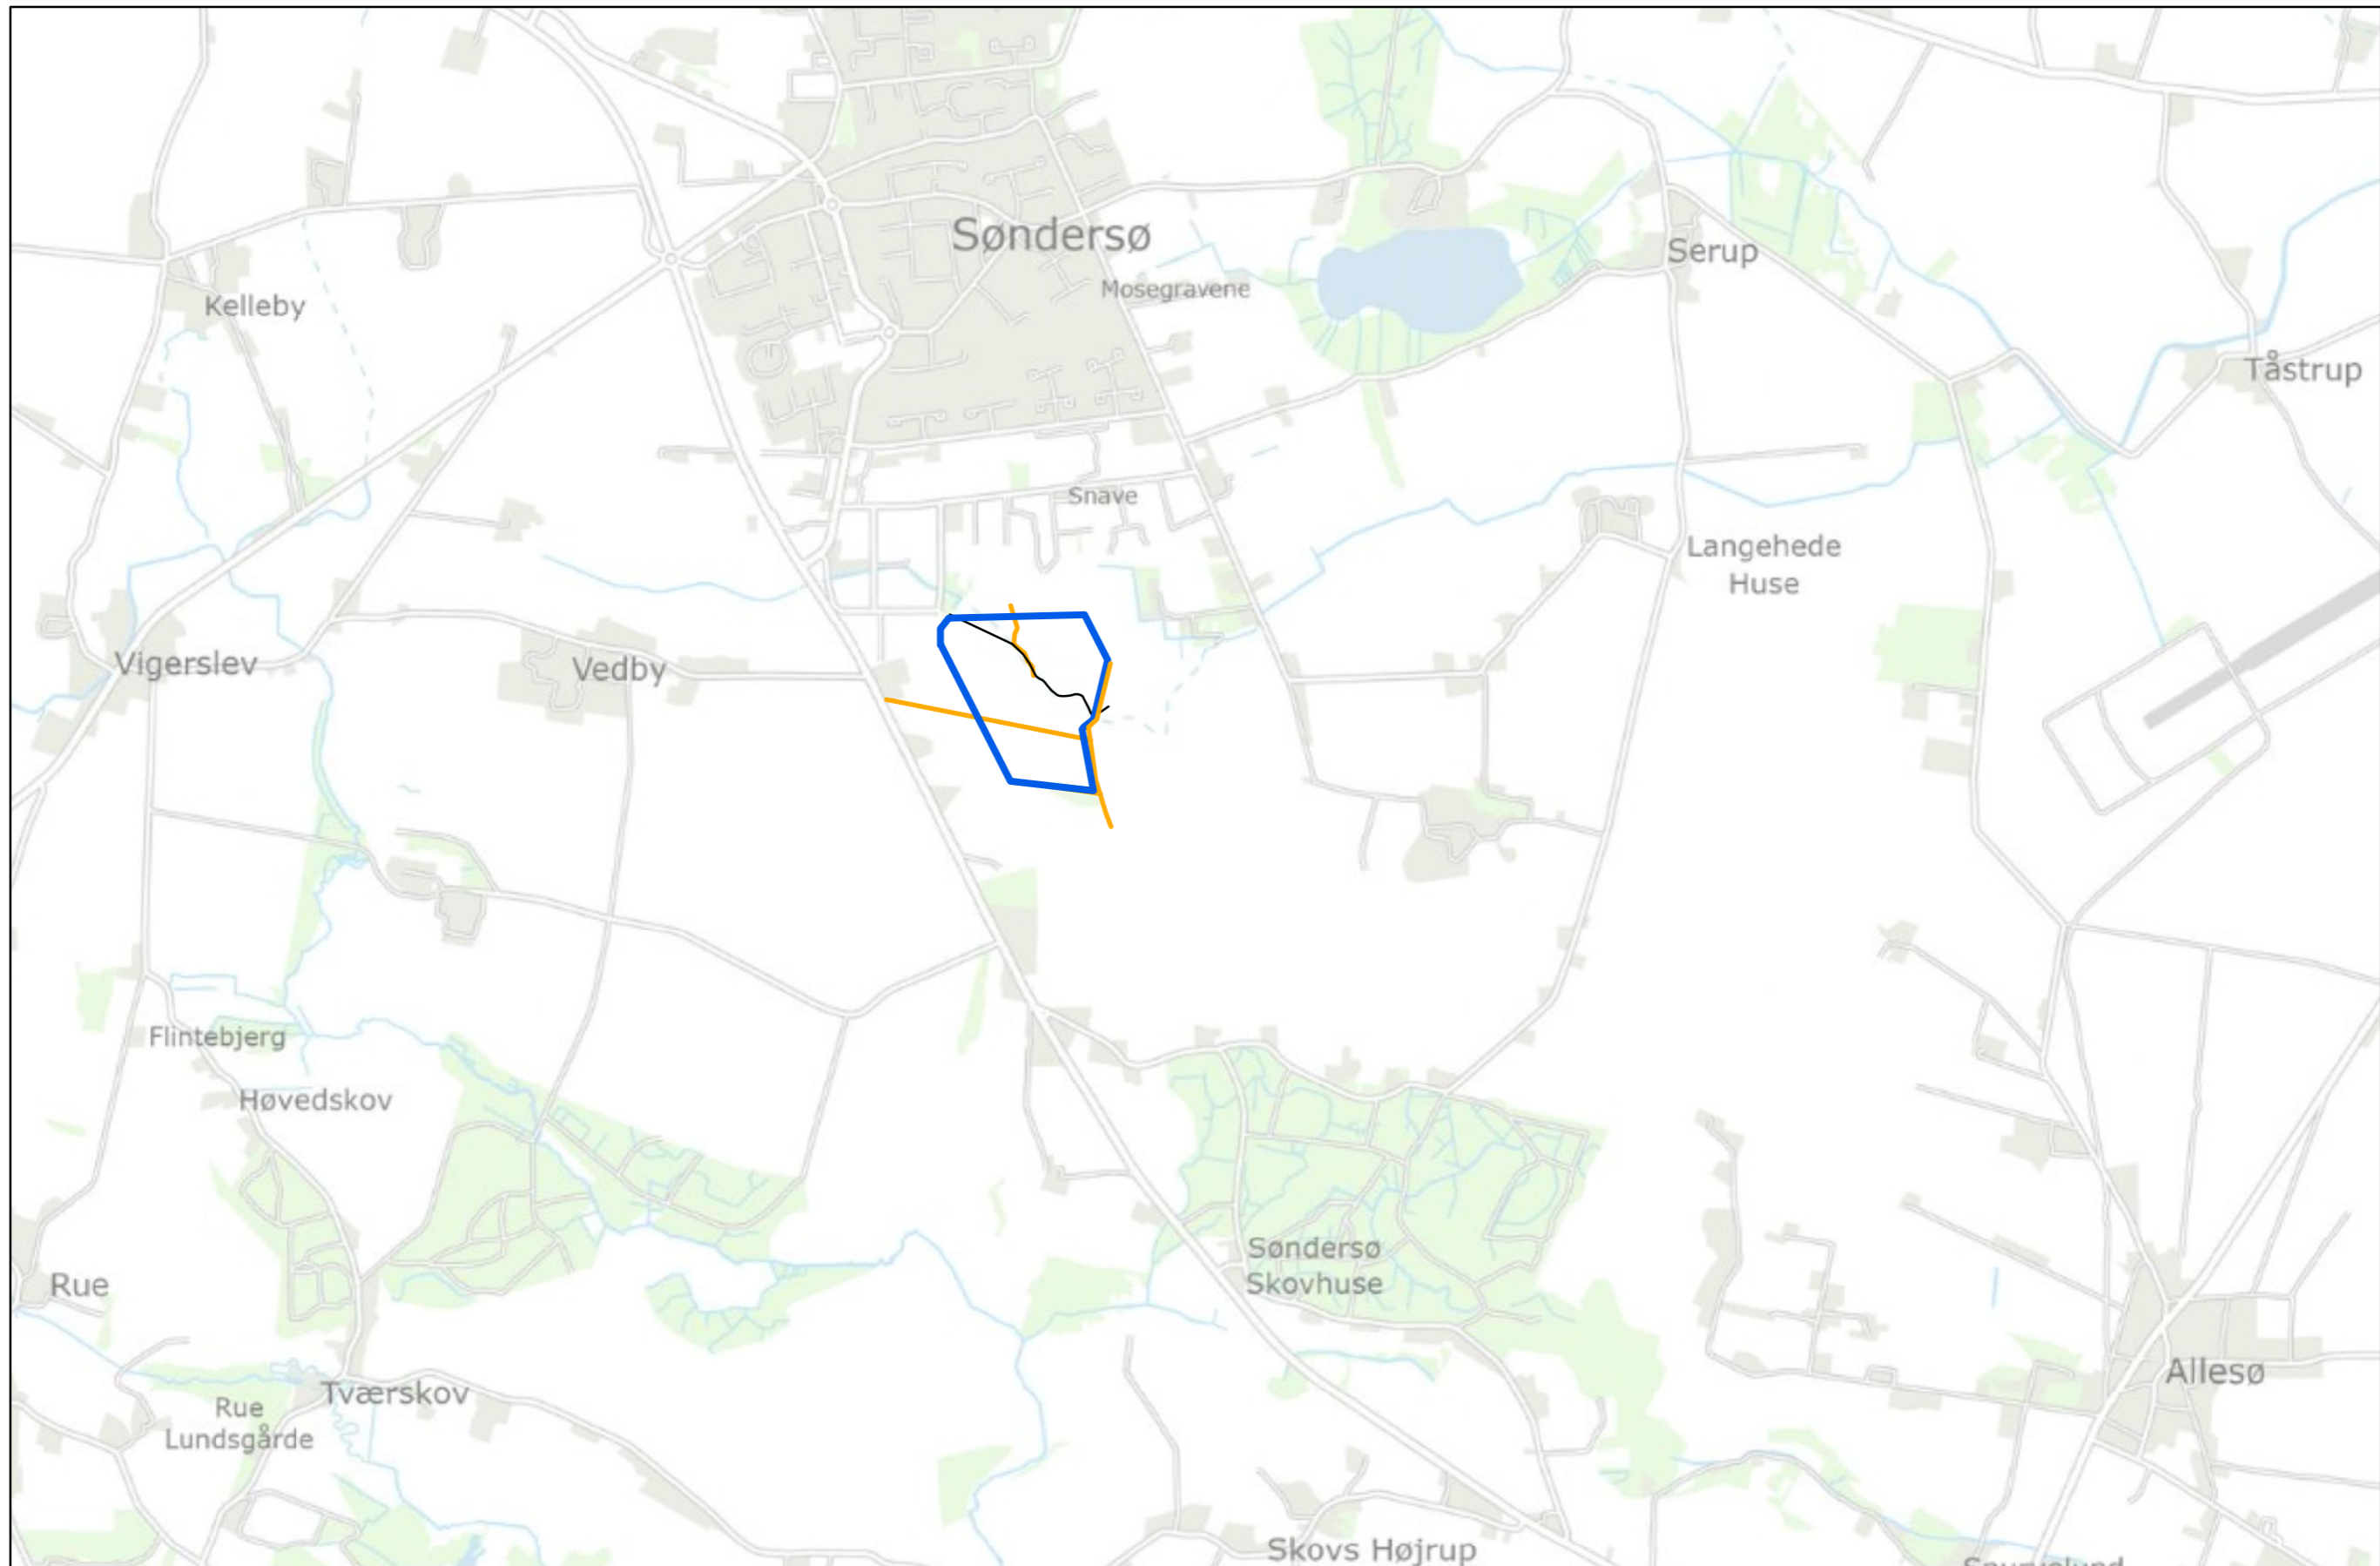 Søndersø
Serup
Mosegravene
Kelleby
Tåstrup
Snave
Langehede
Huse
Vigerslev
Vedby
Flintebjerg
Høvedskov
Søndersø
Skovhuse
Rue
Allesø
Tværskov
Rue
Lundsgårde
Skovs Højrup